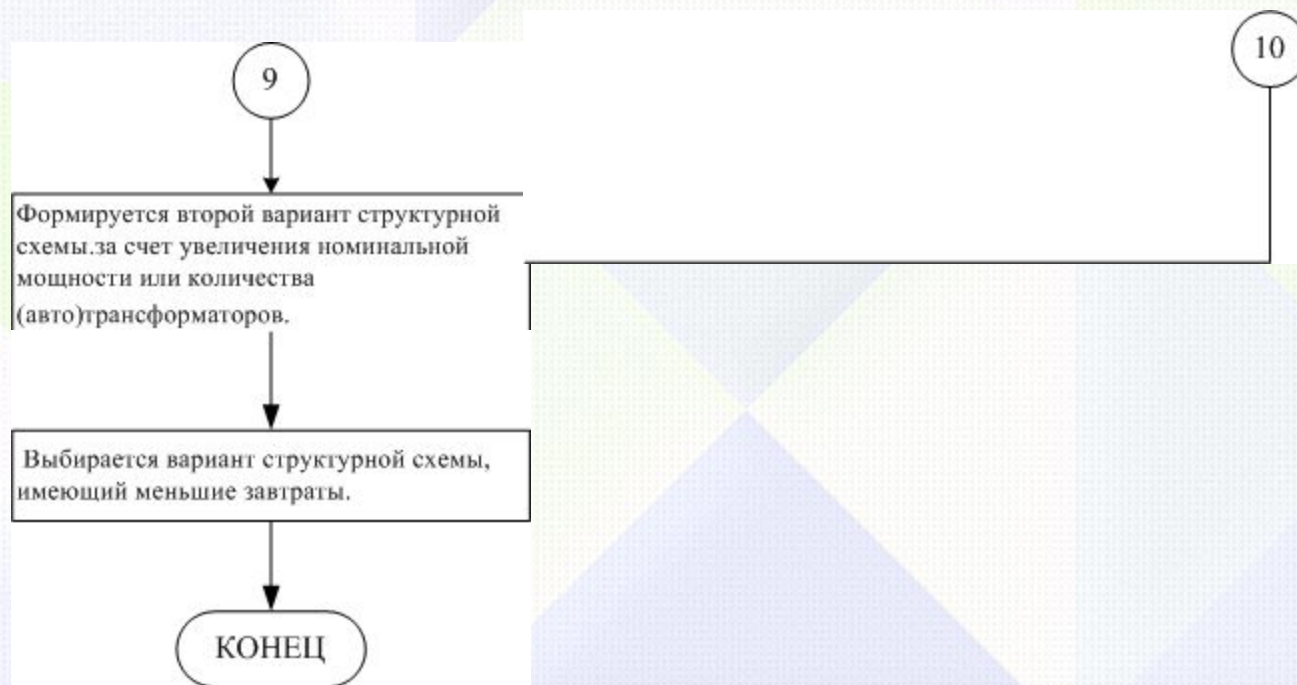 9
10
Формируется второй вариант структурной
схемы.за счет увеличения номинальной
мощности или количества
(авто)трансформаторов.
Выбирается вариант структурной схемы,
имеющий меньшие завтраты.
КОНЕЦ